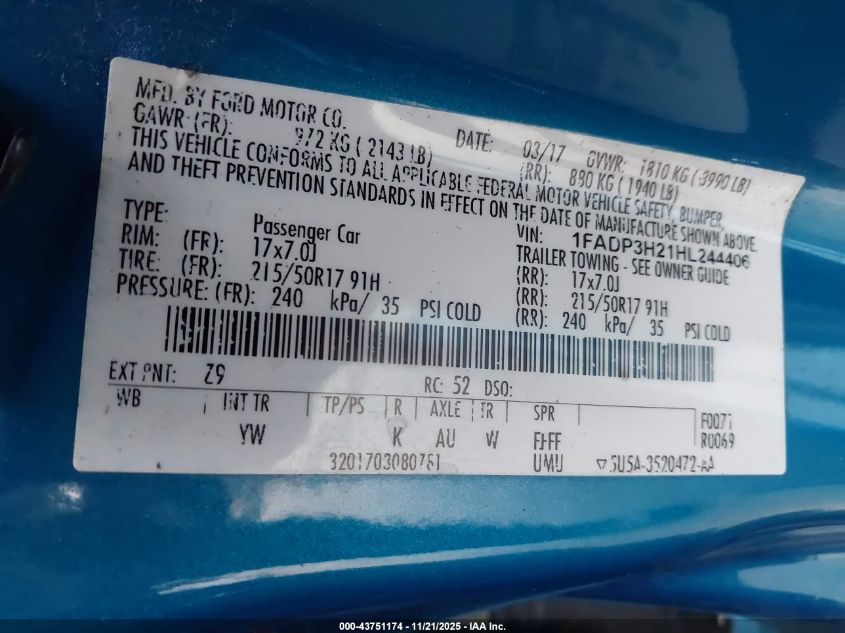 MFD. BY FORD MOTOR CO.
DATE: 03/17 GVWR: 1810 KG ( 3990 LB)
GAWR: (FR): 972 KG ( 2143 LB) (RR): 880 KG ( 1940 LB)
THIS VEHICLE CONFORMS TO ALL APPLICABLE FEDERAL MOTOR VEHICLE SAFETY, BUMPER,
AND THEFT PREVENTION STANDARDS IN EFFECT ON THE DATE OF MANUFACTURE SHOWN ABOVE.
VIN: 1FADP3H21HL244406
TYPE: Passenger Car TRAILER TOWING - SEE OWNER GUIDE
RIM: (FR): 17x7.0J (RR): 17x7.0J
TIRE: (FR): 215/50R17 91H (RR): 215/50R17 91H
PRESSURE: (FR): 240 kPa/ 35 PSI COLD (RR): 240 kPa/ 35 PSI COLD
EXT PNT: Z9 RC: 52 DSO:
WB INT TR TP/PS R AXLE TR SPR F0077
YW K AU W FFFF R0069
3201703080761 UMU ▽5U5A-3520472-AA
000-43751174 - 11/21/2025 - IAA Inc.